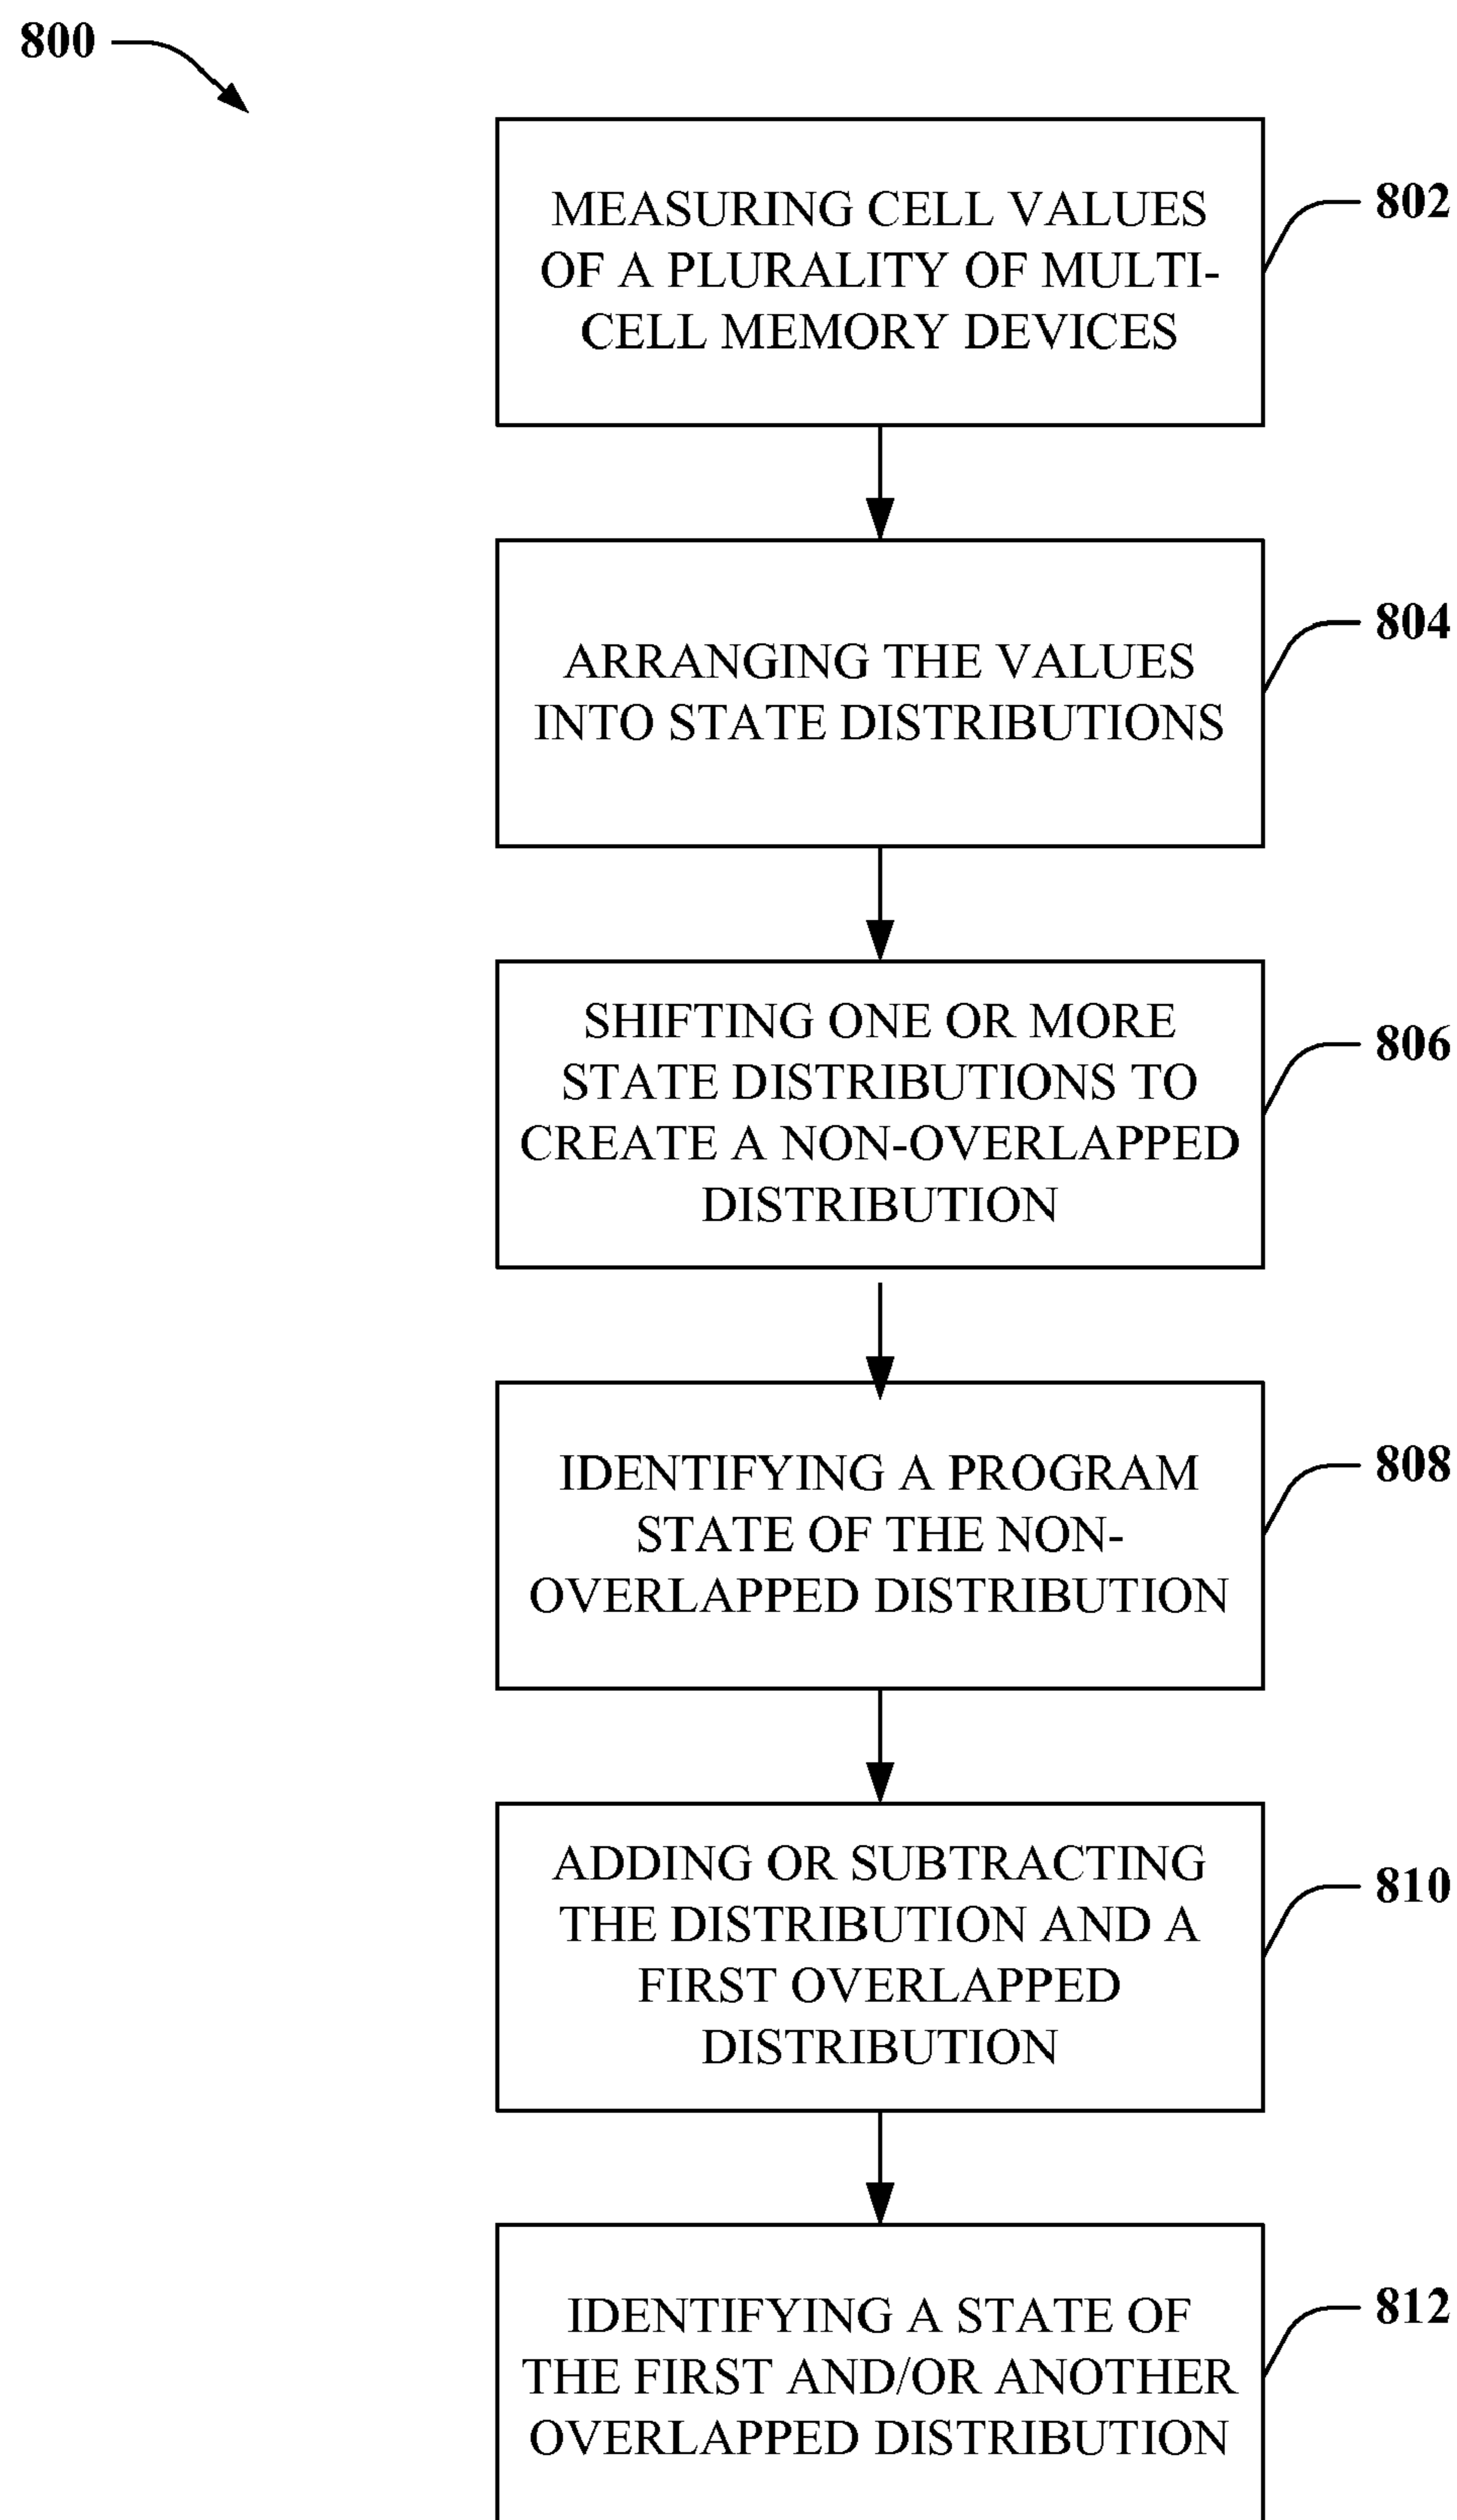 800
MEASURING CELL VALUES
OF A PLURALITY OF MULTI-
CELL MEMORY DEVICES
802
ARRANGING THE VALUES
INTO STATE DISTRIBUTIONS
804
SHIFTING ONE OR MORE
STATE DISTRIBUTIONS TO
CREATE A NON-OVERLAPPED
DISTRIBUTION
806
IDENTIFYING A PROGRAM
STATE OF THE NON-
OVERLAPPED DISTRIBUTION
808
ADDING OR SUBTRACTING
THE DISTRIBUTION AND A
FIRST OVERLAPPED
DISTRIBUTION
810
IDENTIFYING A STATE OF
THE FIRST AND/OR ANOTHER
OVERLAPPED DISTRIBUTION
812